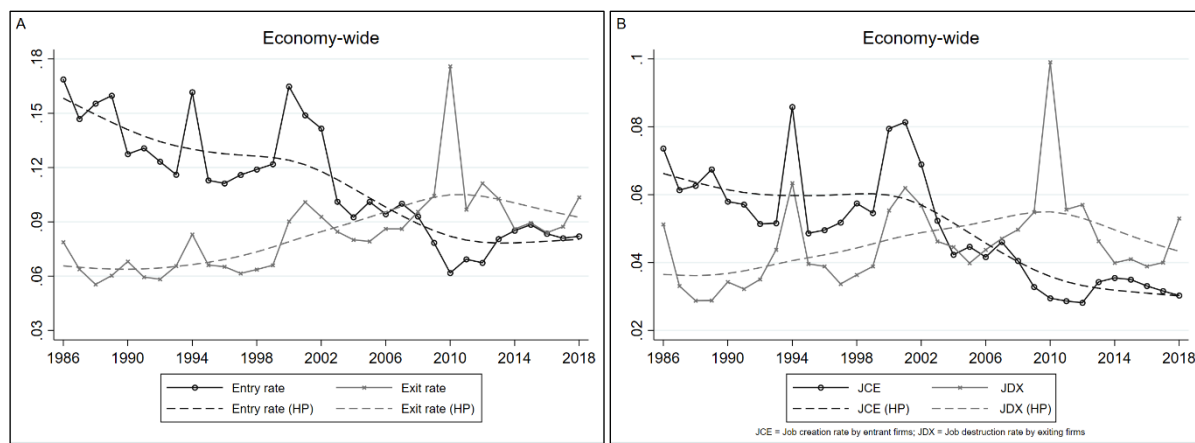 A
Economy-wide
.18
.15
.12
.09
.06
.03
1986 1990 1994 1998 2002 2006 2010 2014 2018
Entry rate Exit rate
Entry rate (HP) Exit rate (HP)
B
Economy-wide
.1
.08
.06
.04
.02
1986 1990 1994 1998 2002 2006 2010 2014 2018
JCE JDX
JCE (HP) JDX (HP)
JCE = Job creation rate by entrant firms; JDX = Job destruction rate by exiting firms